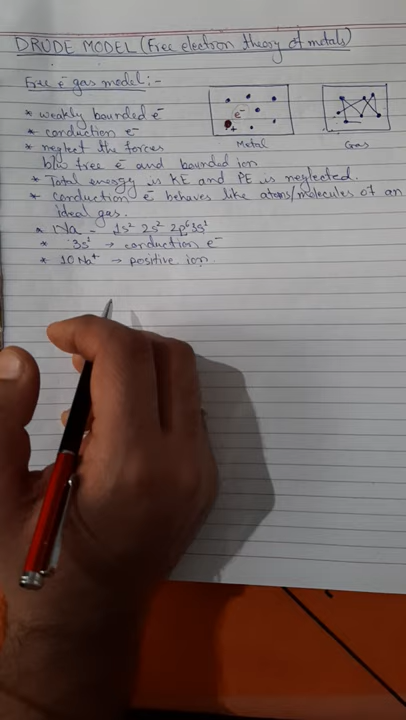 DRUDE MODEL (Free electron theory of metals)
Free e⁻ gas model:-
e⁻
+
Metal
Gas
* weakly bounded e⁻
* conduction e⁻
* neglect the forces
b/w free e⁻ and bounded ion
* Total energy is KE and PE is neglected.
* conduction e⁻ behaves like atoms/molecules of an
ideal gas.
* Na - 1s² 2s² 2p⁶ 3s¹
* 3s¹ → conduction e⁻
* 10 Na⁺ → positive ion